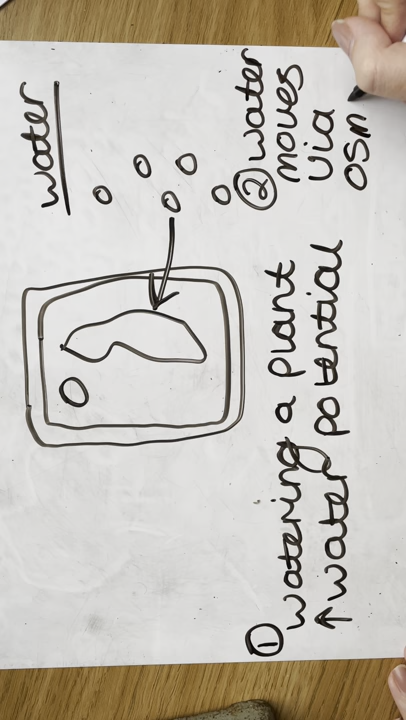 water
① watering a plant
↑ water potential
② water
moves
via
osm